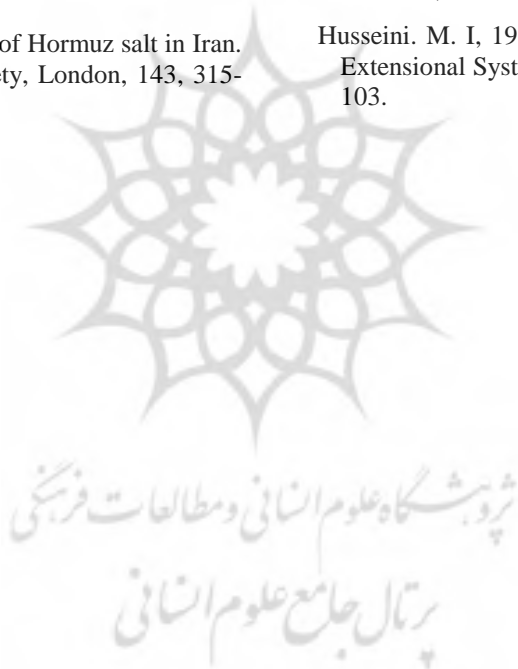 of Hormuz salt in Iran.
ety, London, 143, 315-
Husseini. M. I, 19
Extensional Syst
103.
پژوهشگاه علوم انسانی و مطالعات فرهنگی
پرتال جامع علوم انسانی